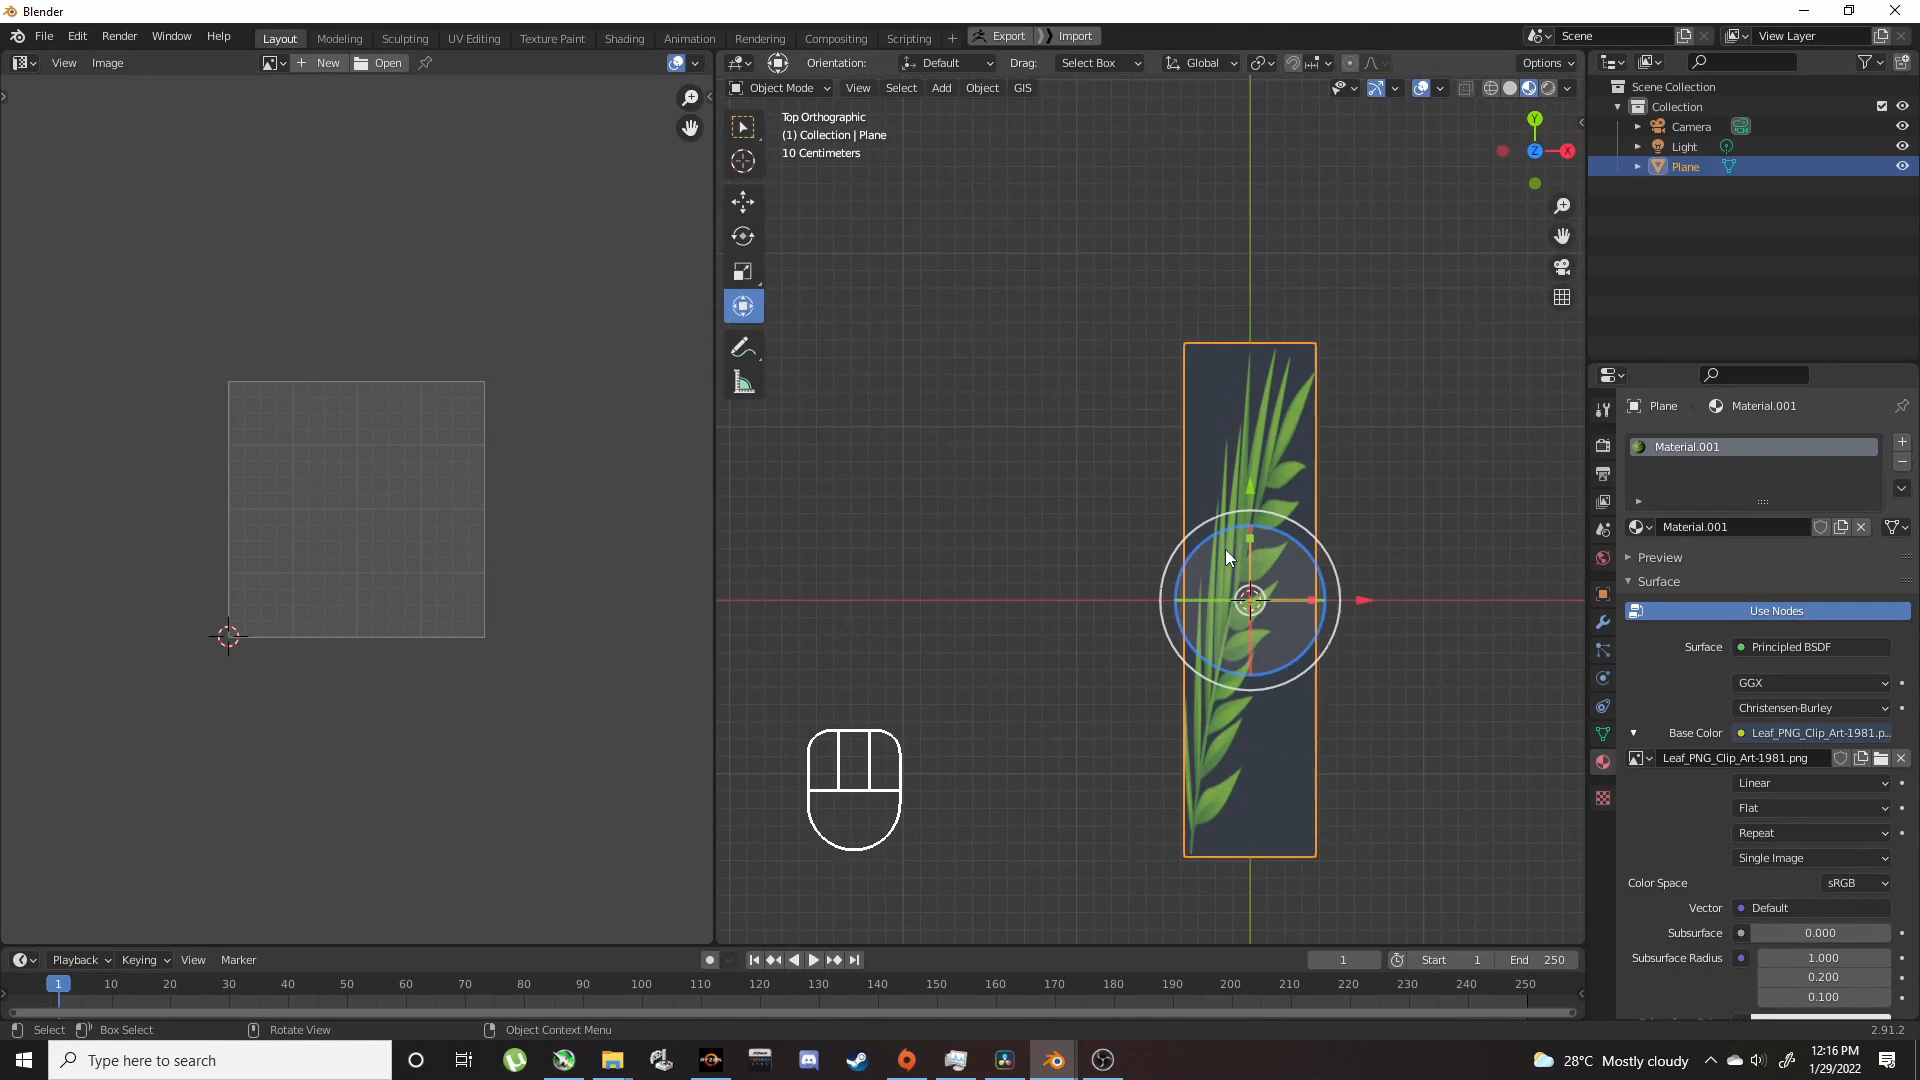 Blender
File Edit Render Window Help
Layout Modeling Sculpting UV Editing Texture Paint Shading Animation Rendering Compositing Scripting + Export Import
Scene View Layer
View Image + New Open
Orientation: Default Drag: Select Box Global Options
Object Mode View Select Add Object GIS
Top Orthographic
(1) Collection | Plane
10 Centimeters
Y
Z
X
Scene Collection
Collection
Camera
Light
Plane
Plane Material.001
Material.001
Material.001
Preview
Surface
Use Nodes
Surface Principled BSDF
GGX
Christensen-Burley
Base Color Leaf_PNG_Clip_Art-1981.p...
Leaf_PNG_Clip_Art-1981.png
Linear
Flat
Repeat
Single Image
Color Space sRGB
Vector Default
Subsurface 0.000
Subsurface Radius 1.000
0.200
0.100
Playback Keying View Marker
1 Start 1 End 250
1 10 20 30 40 50 60 70 80 90 100 110 120 130 140 150 160 170 180 190 200 210 220 230 240 250
Select Box Select Rotate View Object Context Menu
2.91.2
Type here to search
28°C Mostly cloudy
12:16 PM
1/29/2022